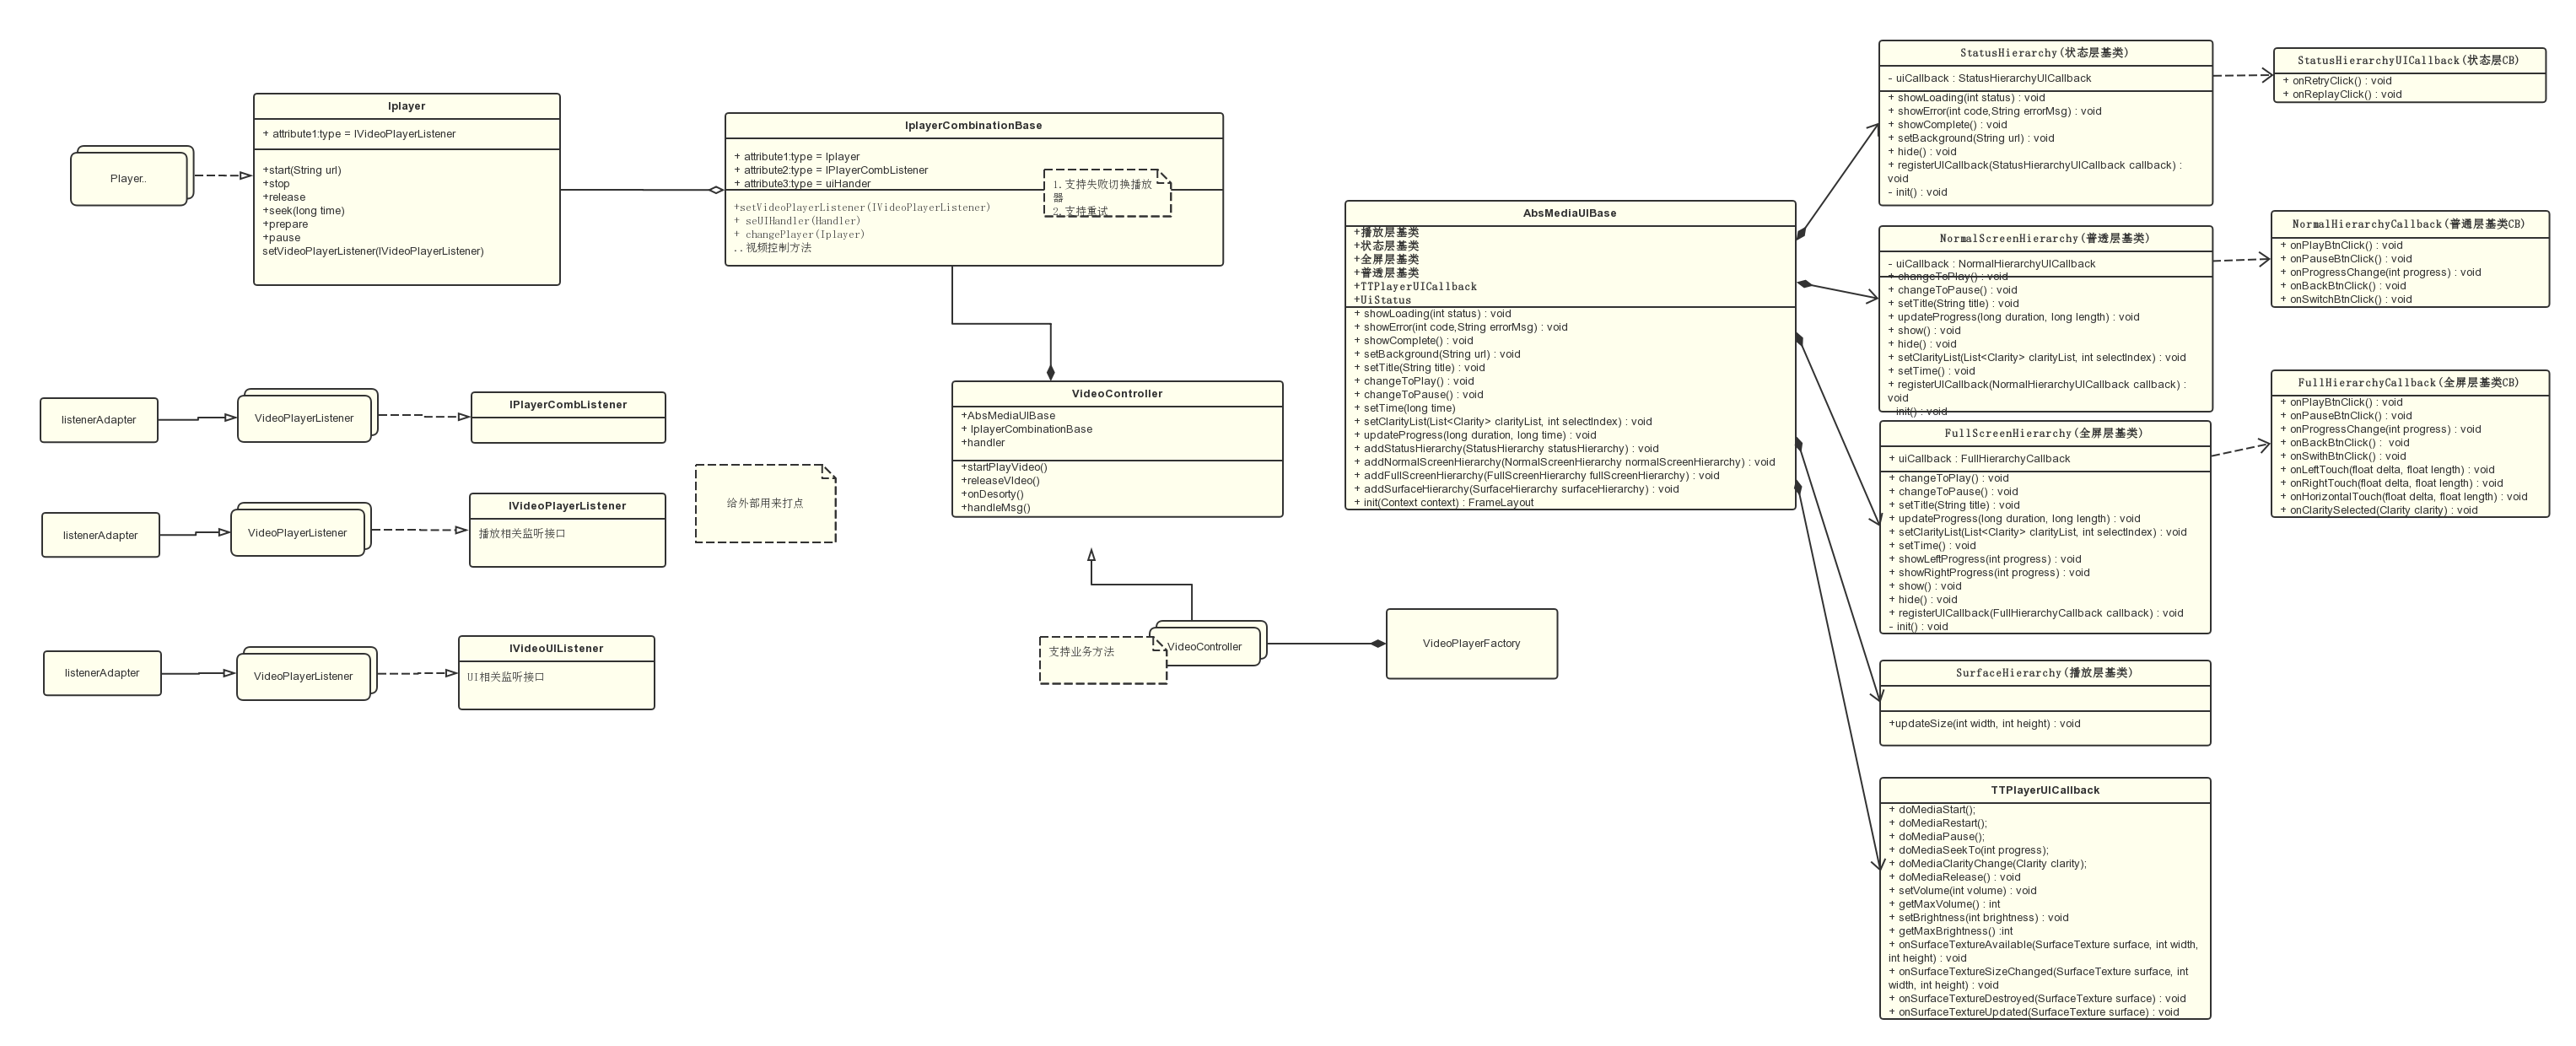 Player..
Iplayer
+ attribute1:type = IVideoPlayerListener
+start(String url)
+stop
+release
+seek(long time)
+prepare
+pause
setVideoPlayerListener(IVideoPlayerListener)
IplayerCombinationBase
+ attribute1:type = Iplayer
+ attribute2:type = IPlayerCombListener
+ attribute3:type = uiHander
+setVideoPlayerListener(IVideoPlayerListener)
+ seUIHandler(Handler)
+ changePlayer(Iplayer)
..视频控制方法
1.支持失败切换播放
器
2.支持重试
listenerAdapter
VideoPlayerListener
IPlayerCombListener
listenerAdapter
VideoPlayerListener
IVideoPlayerListener
播放相关监听接口
listenerAdapter
VideoPlayerListener
IVideoUIListener
UI相关监听接口
给外部用来打点
VideoController
+AbsMediaUIBase
+ IplayerCombinationBase
+handler
+startPlayVideo()
+releaseVIdeo()
+onDesorty()
+handleMsg()
支持业务方法
VideoController
VideoPlayerFactory
AbsMediaUIBase
+播放层基类
+状态层基类
+全屏层基类
+普透层基类
+TTPlayerUICallback
+UiStatus
+ showLoading(int status) : void
+ showError(int code,String errorMsg) : void
+ showComplete() : void
+ setBackground(String url) : void
+ setTitle(String title) : void
+ changeToPlay() : void
+ changeToPause() : void
+ setTime(long time)
+ setClarityList(List<Clarity> clarityList, int selectIndex) : void
+ updateProgress(long duration, long time) : void
+ addStatusHierarchy(StatusHierarchy statusHierarchy) : void
+ addNormalScreenHierarchy(NormalScreenHierarchy normalScreenHierarchy) : void
+ addFullScreenHierarchy(FullScreenHierarchy fullScreenHierarchy) : void
+ addSurfaceHierarchy(SurfaceHierarchy surfaceHierarchy) : void
+ init(Context context) : FrameLayout
StatusHierarchy(状态层基类)
- uiCallback : StatusHierarchyUICallback
+ showLoading(int status) : void
+ showError(int code,String errorMsg) : void
+ showComplete() : void
+ setBackground(String url) : void
+ hide() : void
+ registerUICallback(StatusHierarchyUICallback callback) :
void
- init() : void
StatusHierarchyUICallback(状态层CB)
+ onRetryClick() : void
+ onReplayClick() : void
NormalScreenHierarchy(普透层基类)
- uiCallback : NormalHierarchyUICallback
+ changeToPlay() : void
+ changeToPause() : void
+ setTitle(String title) : void
+ updateProgress(long duration, long length) : void
+ show() : void
+ hide() : void
+ setClarityList(List<Clarity> clarityList, int selectIndex) : void
+ setTime() : void
+ registerUICallback(NormalHierarchyUICallback callback) :
void
- init() : void
NormalHierarchyCallback(普通层基类CB)
+ onPlayBtnClick() : void
+ onPauseBtnClick() : void
+ onProgressChange(int progress) : void
+ onBackBtnClick() : void
+ onSwitchBtnClick() : void
FullScreenHierarchy(全屏层基类)
+ uiCallback : FullHierarchyCallback
+ changeToPlay() : void
+ changeToPause() : void
+ setTitle(String title) : void
+ updateProgress(long duration, long length) : void
+ setClarityList(List<Clarity> clarityList, int selectIndex) : void
+ setTime() : void
+ showLeftProgress(int progress) : void
+ showRightProgress(int progress) : void
+ show() : void
+ hide() : void
+ registerUICallback(FullHierarchyCallback callback) : void
- init() : void
FullHierarchyCallback(全屏层基类CB)
+ onPlayBtnClick() : void
+ onPauseBtnClick() : void
+ onProgressChange(int progress) : void
+ onBackBtnClick() :  void
+ onSwithBtnClick() : void
+ onLeftTouch(float delta, float length) : void
+ onRightTouch(float delta, float length) : void
+ onHorizontalTouch(float delta, float length) : void
+ onClaritySelected(Clarity clarity) : void
SurfaceHierarchy(播放层基类)
+updateSize(int width, int height) : void
TTPlayerUICallback
+ doMediaStart();
+ doMediaRestart();
+ doMediaPause();
+ doMediaSeekTo(int progress);
+ doMediaClarityChange(Clarity clarity);
+ doMediaRelease() : void
+ setVolume(int volume) : void
+ getMaxVolume() : int
+ setBrightness(int brightness) : void
+ getMaxBrightness() :int
+ onSurfaceTextureAvailable(SurfaceTexture surface, int width,
int height) : void
+ onSurfaceTextureSizeChanged(SurfaceTexture surface, int
width, int height) : void
+ onSurfaceTextureDestroyed(SurfaceTexture surface) : void
+ onSurfaceTextureUpdated(SurfaceTexture surface) : void